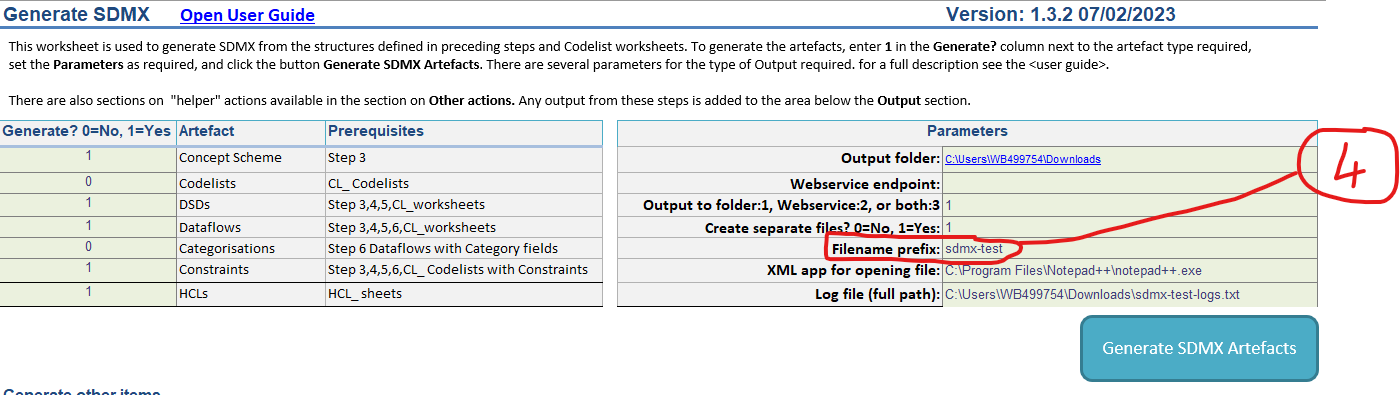 Generate SDMX Open User Guide Version: 1.3.2 07/02/2023
This worksheet is used to generate SDMX from the structures defined in preceding steps and Codelist worksheets. To generate the artefacts, enter 1 in the Generate? column next to the artefact type required,
set the Parameters as required, and click the button Generate SDMX Artefacts. There are several parameters for the type of Output required. for a full description see the <user guide>.
There are also sections on "helper" actions available in the section on Other actions. Any output from these steps is added to the area below the Output section.
Generate? 0=No, 1=Yes Artefact Prerequisites
1 Concept Scheme Step 3
0 Codelists CL_ Codelists
1 DSDs Step 3,4,5,CL_worksheets
1 Dataflows Step 3,4,5,6,CL_worksheets
0 Categorisations Step 6 Dataflows with Category fields
1 Constraints Step 3,4,5,6,CL_ Codelists with Constraints
1 HCLs HCL_ sheets
Parameters
Output folder: C:\Users\WB499754\Downloads
Webservice endpoint:
Output to folder:1, Webservice:2, or both:3 1
Create separate files? 0=No, 1=Yes: 1
Filename prefix: sdmx-test
XML app for opening file: C:\Program Files\Notepad++\notepad++.exe
Log file (full path): C:\Users\WB499754\Downloads\sdmx-test-logs.txt
4
Generate SDMX Artefacts
Generate other items